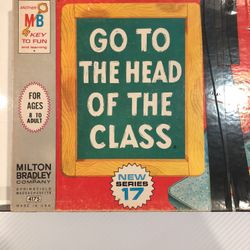 ANOTHER
MB
KEY
TO FUN
and learning
FOR
AGES
8 TO
ADULT
MILTON
BRADLEY
COMPANY
SPRINGFIELD
MASSACHUSETTS
4175
MADE IN U.S.A.
GO TO
THE HEAD
OF THE
CLASS
NEW
SERIES
17